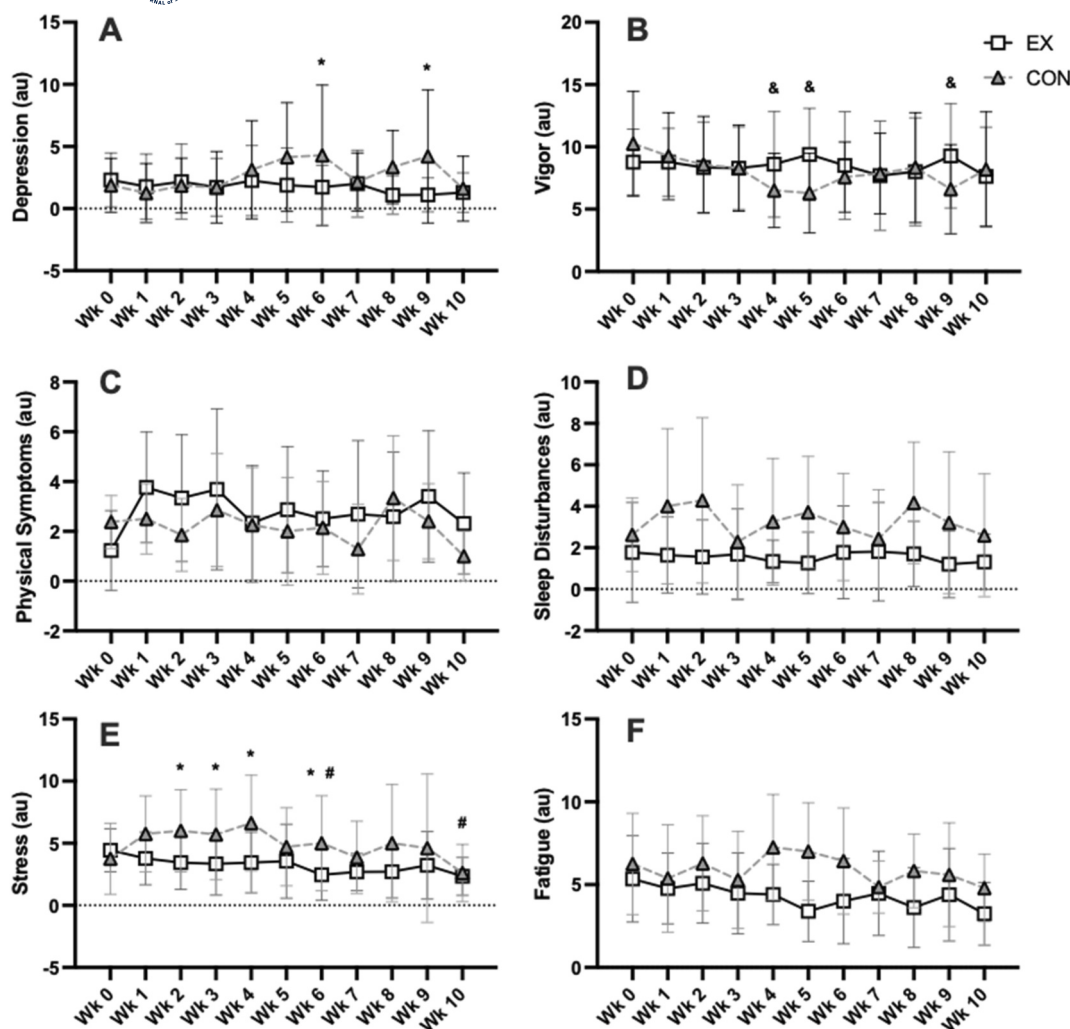 A
B
EX
CON
Depression (au)
15
10
5
0
-5
*
*
Wk 0 Wk 1 Wk 2 Wk 3 Wk 4 Wk 5 Wk 6 Wk 7 Wk 8 Wk 9 Wk 10
Vigor (au)
20
15
10
5
0
& & &
Wk 0 Wk 1 Wk 2 Wk 3 Wk 4 Wk 5 Wk 6 Wk 7 Wk 8 Wk 9 Wk 10
C
Physical Symptoms (au)
8
6
4
2
0
-2
Wk 0 Wk 1 Wk 2 Wk 3 Wk 4 Wk 5 Wk 6 Wk 7 Wk 8 Wk 9 Wk 10
D
Sleep Disturbances (au)
10
8
6
4
2
0
-2
Wk 0 Wk 1 Wk 2 Wk 3 Wk 4 Wk 5 Wk 6 Wk 7 Wk 8 Wk 9 Wk 10
E
Stress (au)
15
10
5
0
-5
* * * * # #
Wk 0 Wk 1 Wk 2 Wk 3 Wk 4 Wk 5 Wk 6 Wk 7 Wk 8 Wk 9 Wk 10
F
Fatigue (au)
15
10
5
0
Wk 0 Wk 1 Wk 2 Wk 3 Wk 4 Wk 5 Wk 6 Wk 7 Wk 8 Wk 9 Wk 10